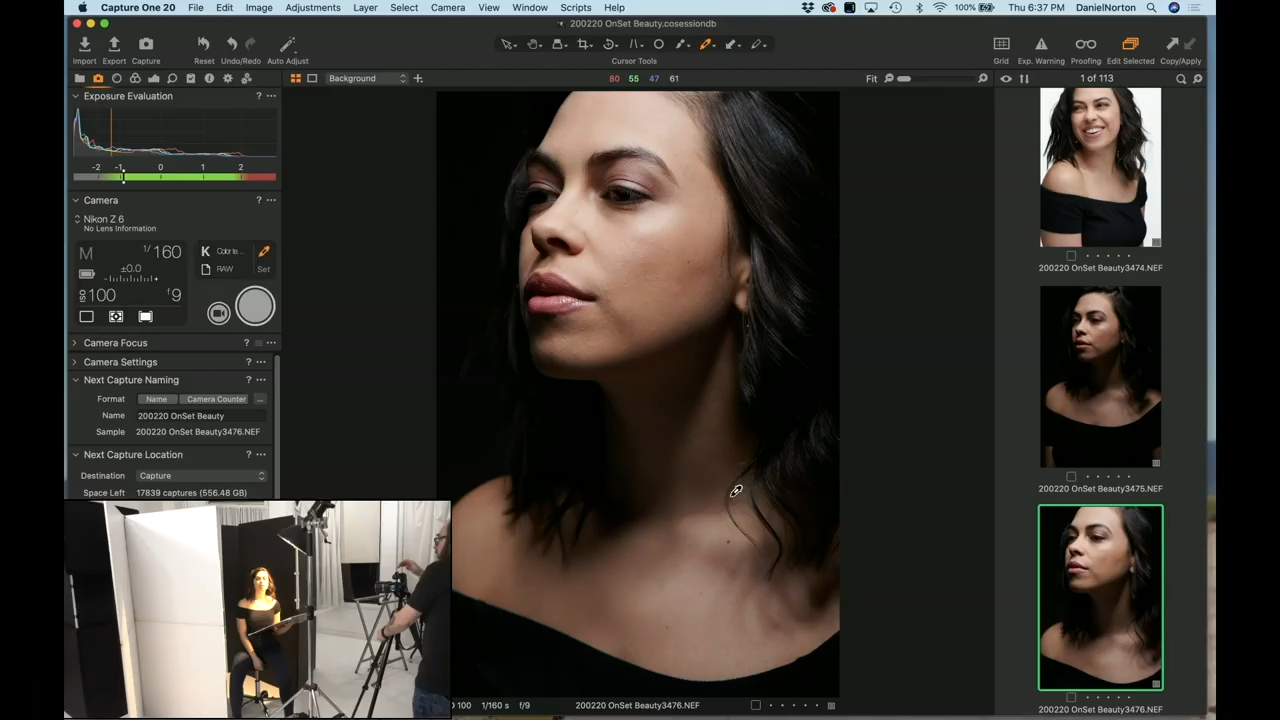 Capture One 20 File Edit Image Adjustments Layer Select Camera View Window Scripts Help 100% Thu 6:37 PM DanielNorton
200220 OnSet Beauty.cosessiondb
Import Export Capture Reset Undo/Redo Auto Adjust Cursor Tools Grid Exp. Warning Proofing Edit Selected Copy/Apply
Background 80 55 47 61 Fit 1 of 113
Exposure Evaluation ? ...
-2 -1 0 1 2
Camera ? ...
Nikon Z 6
No Lens Information
M 1/ 160 K
±0.0 RAW Set
ISO 100 f 9
Camera Focus ? ...
Camera Settings ? ...
Next Capture Naming ? ...
Format Name Camera Counter ...
Name 200220 OnSet Beauty
Sample 200220 OnSet Beauty3476.NEF
Next Capture Location ? ...
Destination Capture
Space Left 17839 captures (556.48 GB)
200220 OnSet Beauty3474.NEF
200220 OnSet Beauty3475.NEF
200220 OnSet Beauty3476.NEF
100 1/160 s f/9 200220 OnSet Beauty3476.NEF